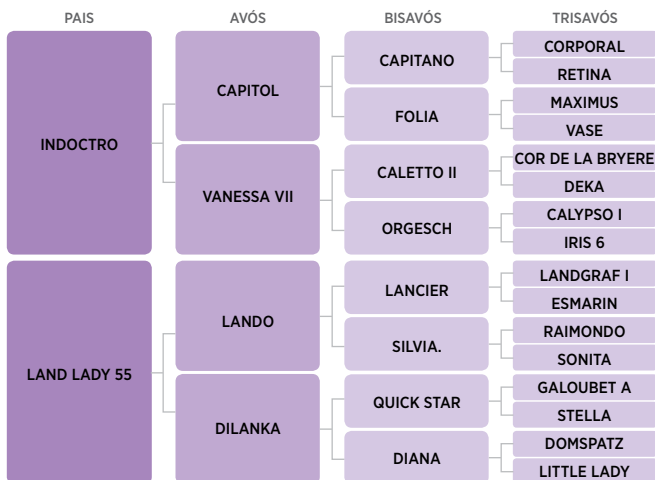 PAIS
AVÓS
BISAVÓS
TRISAVÓS
INDOCTRO
CAPITOL
CAPITANO
CORPORAL
RETINA
FOLIA
MAXIMUS
VASE
VANESSA VII
CALETTO II
COR DE LA BRYERE
DEKA
ORGESCH
CALYPSO I
IRIS 6
LAND LADY 55
LANDO
LANCIER
LANDGRAF I
ESMARIN
SILVIA.
RAIMONDO
SONITA
DILANKA
QUICK STAR
GALOUBET A
STELLA
DIANA
DOMSPATZ
LITTLE LADY